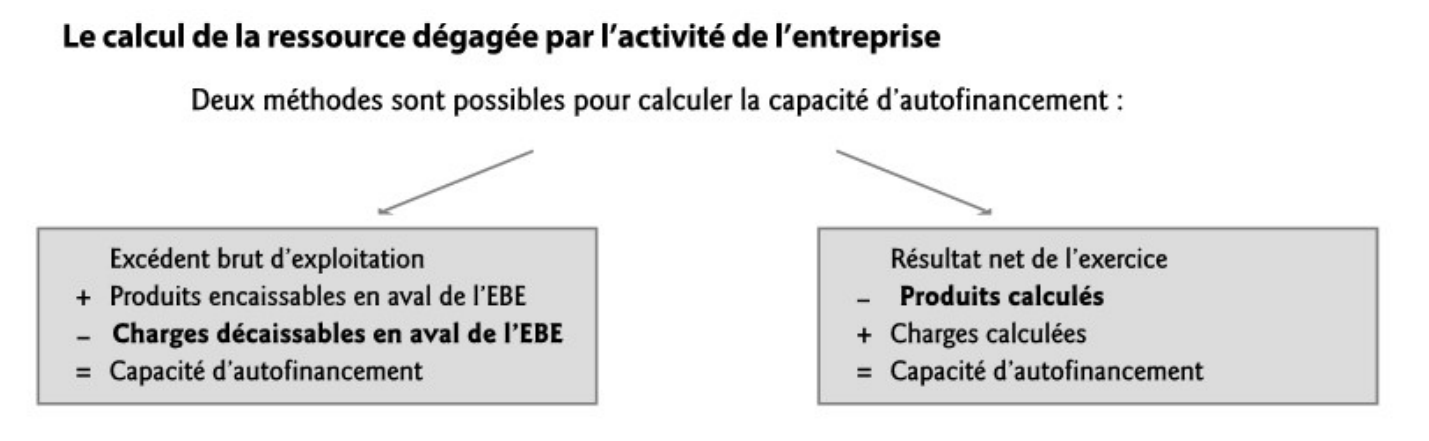 Le calcul de la ressource dégagée par l'activité de l'entreprise
Deux méthodes sont possibles pour calculer la capacité d'autofinancement :
Excédent brut d'exploitation
+ Produits encaissables en aval de l'EBE
– Charges décaissables en aval de l'EBE
= Capacité d'autofinancement
Résultat net de l'exercice
– Produits calculés
+ Charges calculées
= Capacité d'autofinancement